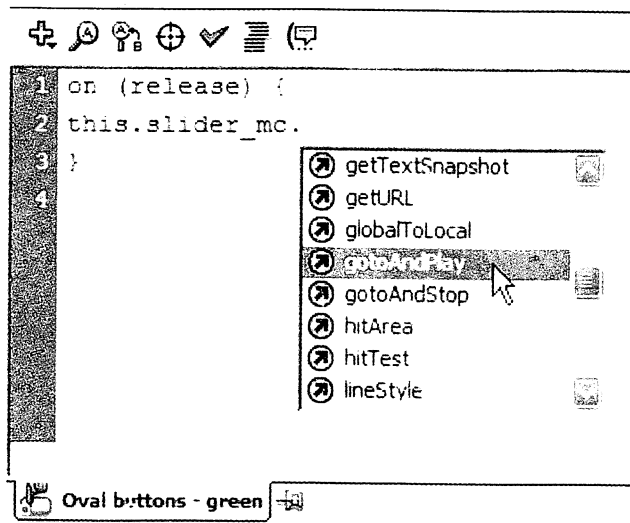 1 on (release) {
2 this.slider_mc.
3 }
4
getTextSnapshot
getURL
globalToLocal
gotoAndPlay
gotoAndStop
hitArea
hitTest
lineStyle
Oval buttons - green